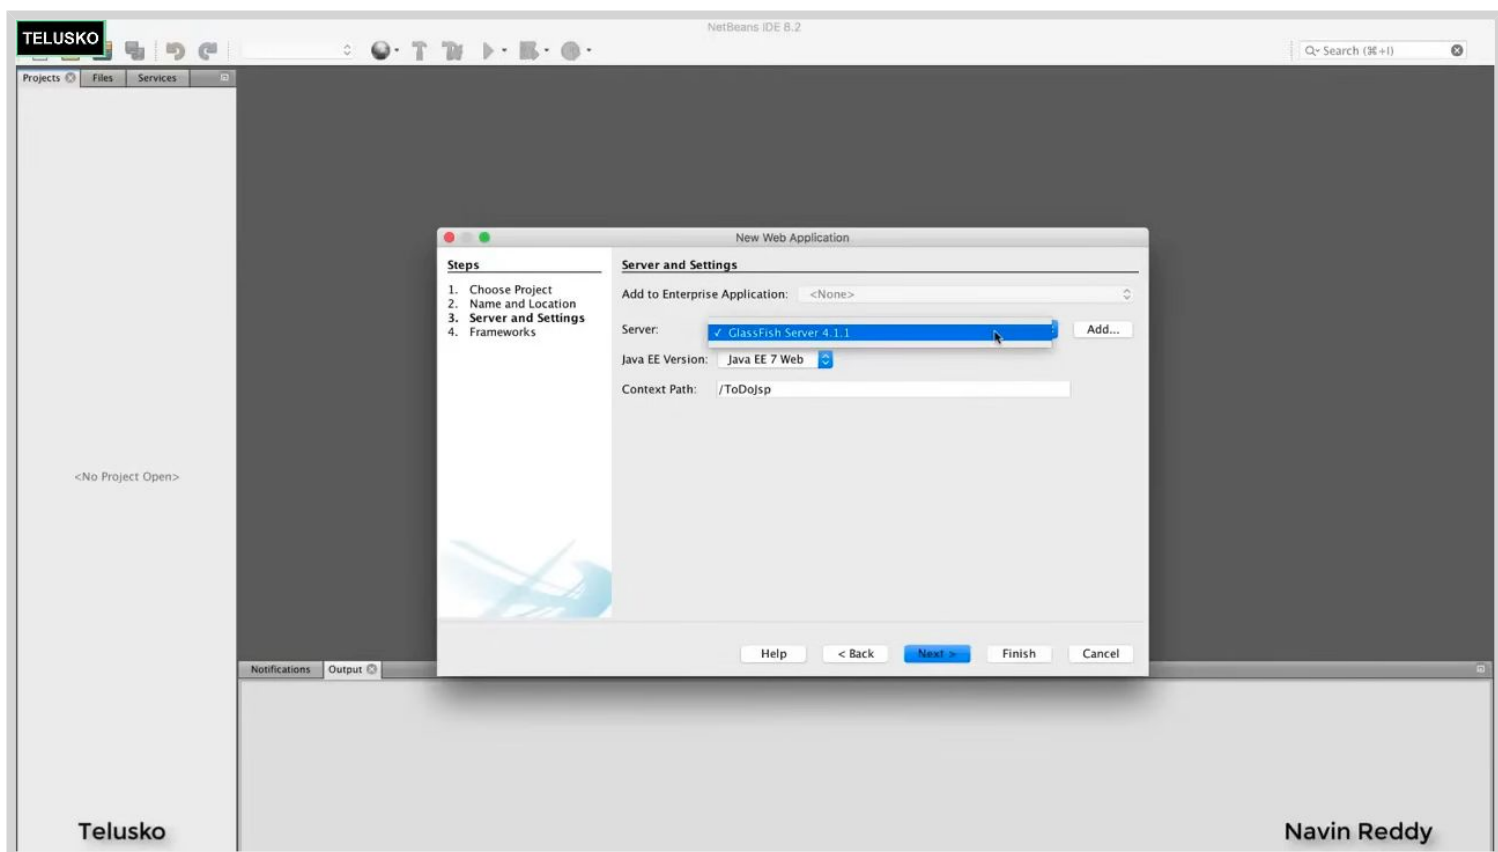 NetBeans IDE 8.2
TELUSKO
Search (⌘+I)
Projects Files Services
<No Project Open>
New Web Application
Steps
1. Choose Project
2. Name and Location
3. Server and Settings
4. Frameworks
Server and Settings
Add to Enterprise Application: <None>
Server: ✓ GlassFish Server 4.1.1 Add...
Java EE Version: Java EE 7 Web
Context Path: /ToDoJsp
Help < Back Next > Finish Cancel
Notifications Output
Telusko
Navin Reddy